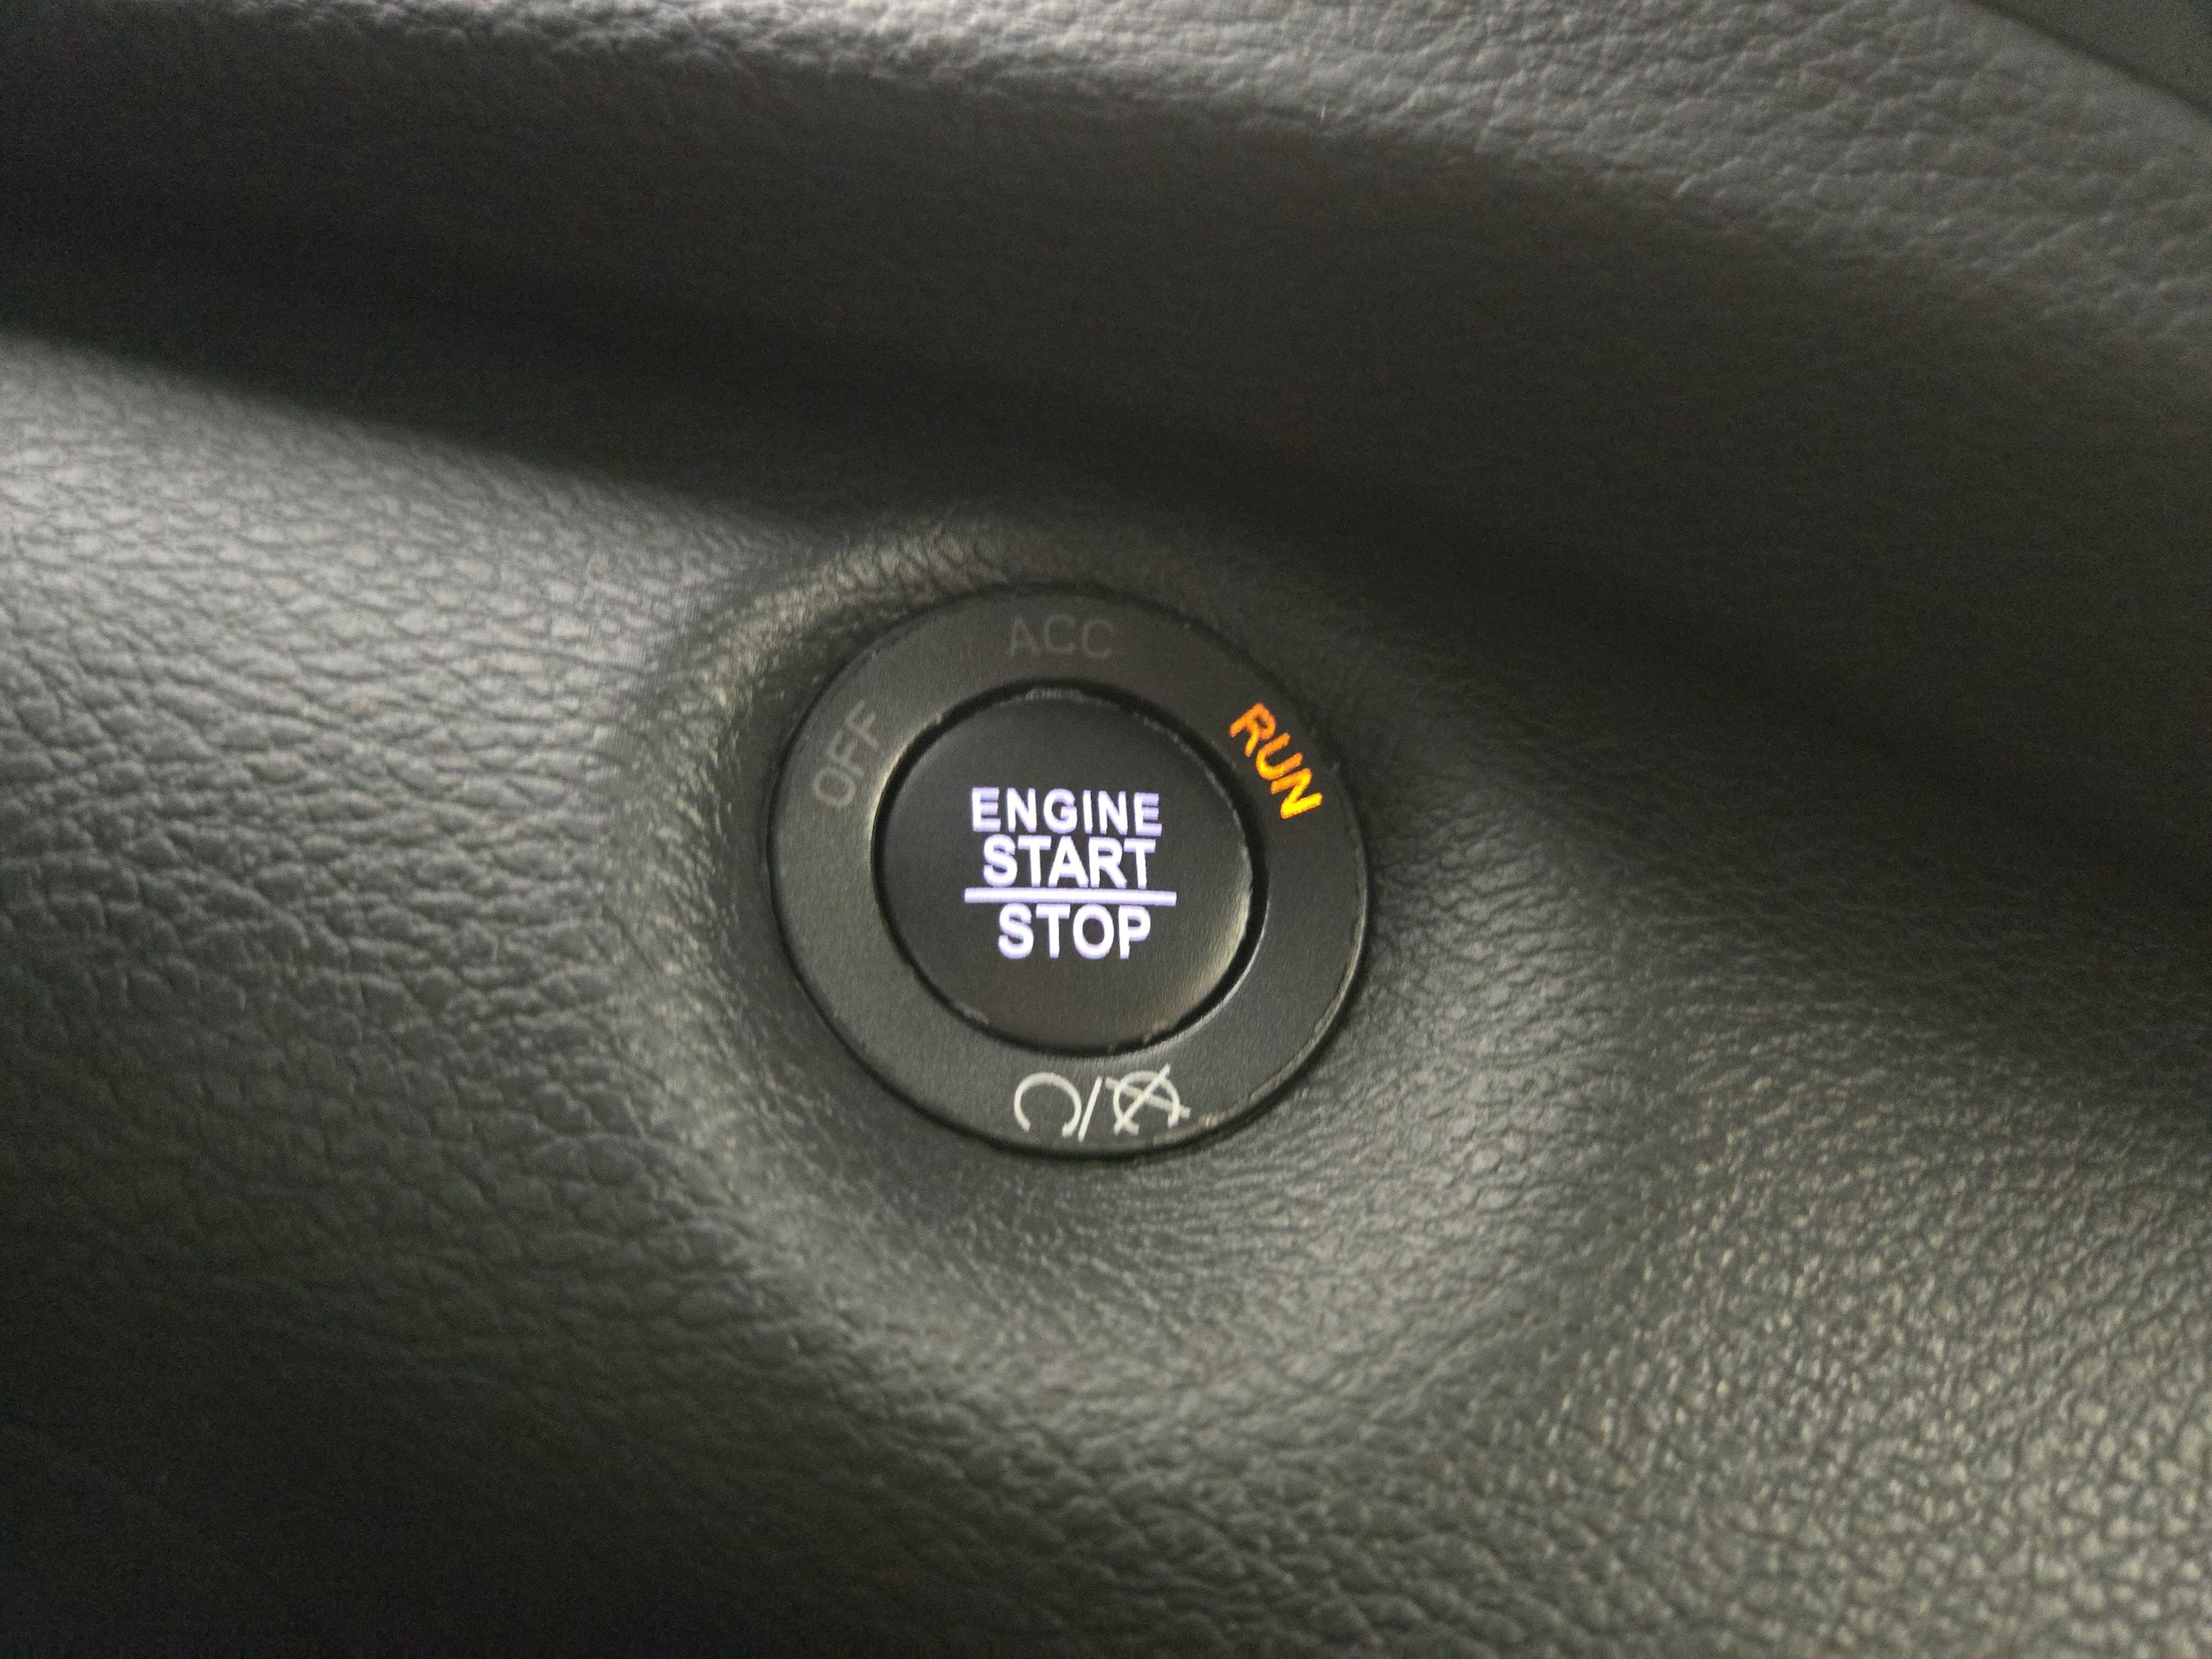 ACC
OFF
RUN
ENGINE
START
STOP